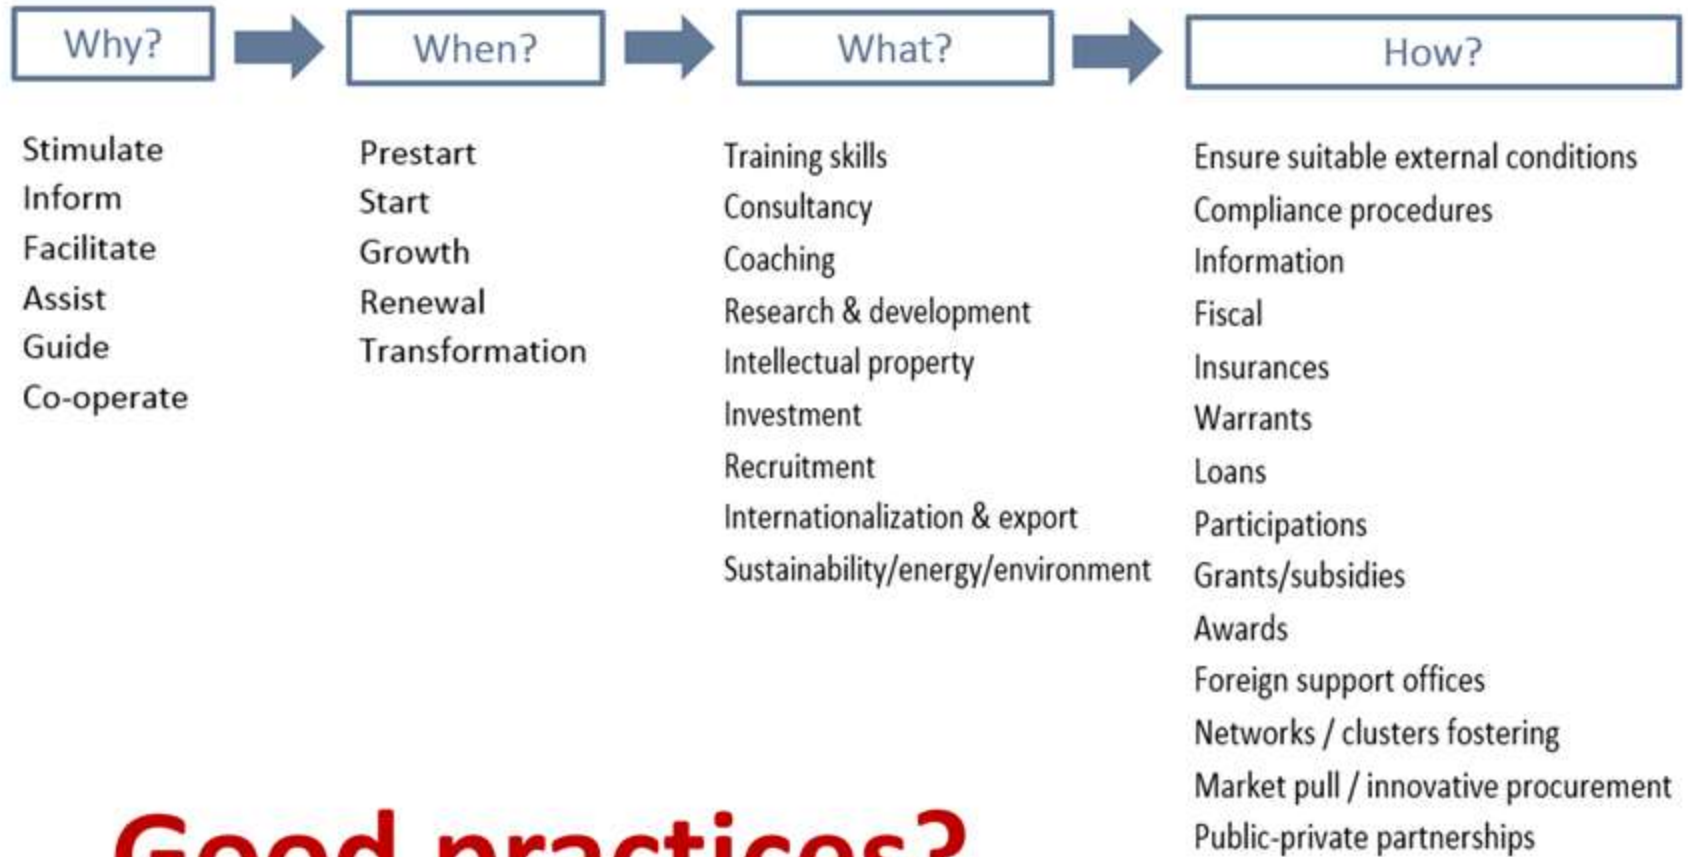 Why?
When?
What?
How?
Stimulate
Inform
Facilitate
Assist
Guide
Co-operate
Prestart
Start
Growth
Renewal
Transformation
Training skills
Consultancy
Coaching
Research & development
Intellectual property
Investment
Recruitment
Internationalization & export
Sustainability/energy/environment
Ensure suitable external conditions
Compliance procedures
Information
Fiscal
Insurances
Warrants
Loans
Participations
Grants/subsidies
Awards
Foreign support offices
Networks / clusters fostering
Market pull / innovative procurement
Public-private partnerships
Good practices?